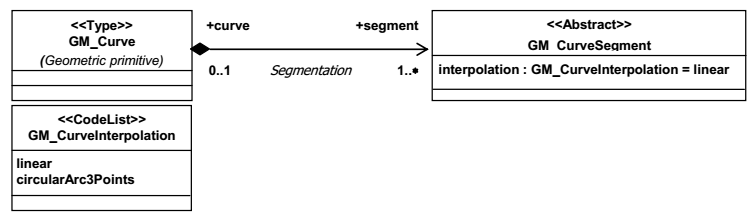 <<Type>>
GM_Curve
(Geometric primitive)
+curve
+segment
0..1
Segmentation
1..*
<<Abstract>>
GM_CurveSegment
interpolation : GM_CurveInterpolation = linear
<<CodeList>>
GM_CurveInterpolation
linear
circularArc3Points